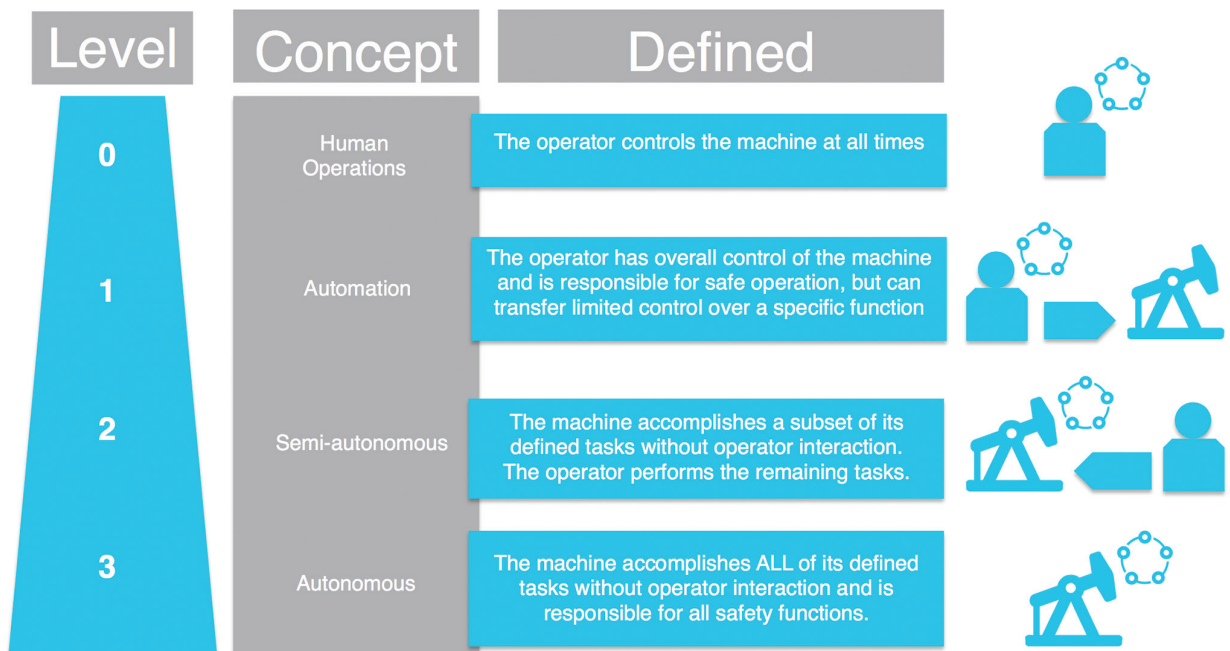 Level
Concept
Defined
0
Human
Operations
The operator controls the machine at all times
1
Automation
The operator has overall control of the machine
and is responsible for safe operation, but can
transfer limited control over a specific function
2
Semi-autonomous
The machine accomplishes a subset of its
defined tasks without operator interaction.
The operator performs the remaining tasks.
3
Autonomous
The machine accomplishes ALL of its defined
tasks without operator interaction and is
responsible for all safety functions.